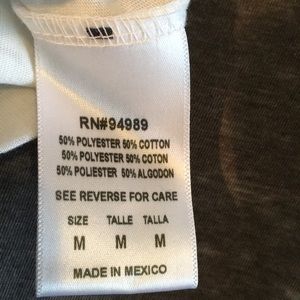 RN#94989
50% POLYESTER 50% COTTON
50% POLYESTER 50% COTON
50% POLIESTER 50% ALGODON
SEE REVERSE FOR CARE
SIZE TALLE TALLA
M M M
MADE IN MEXICO